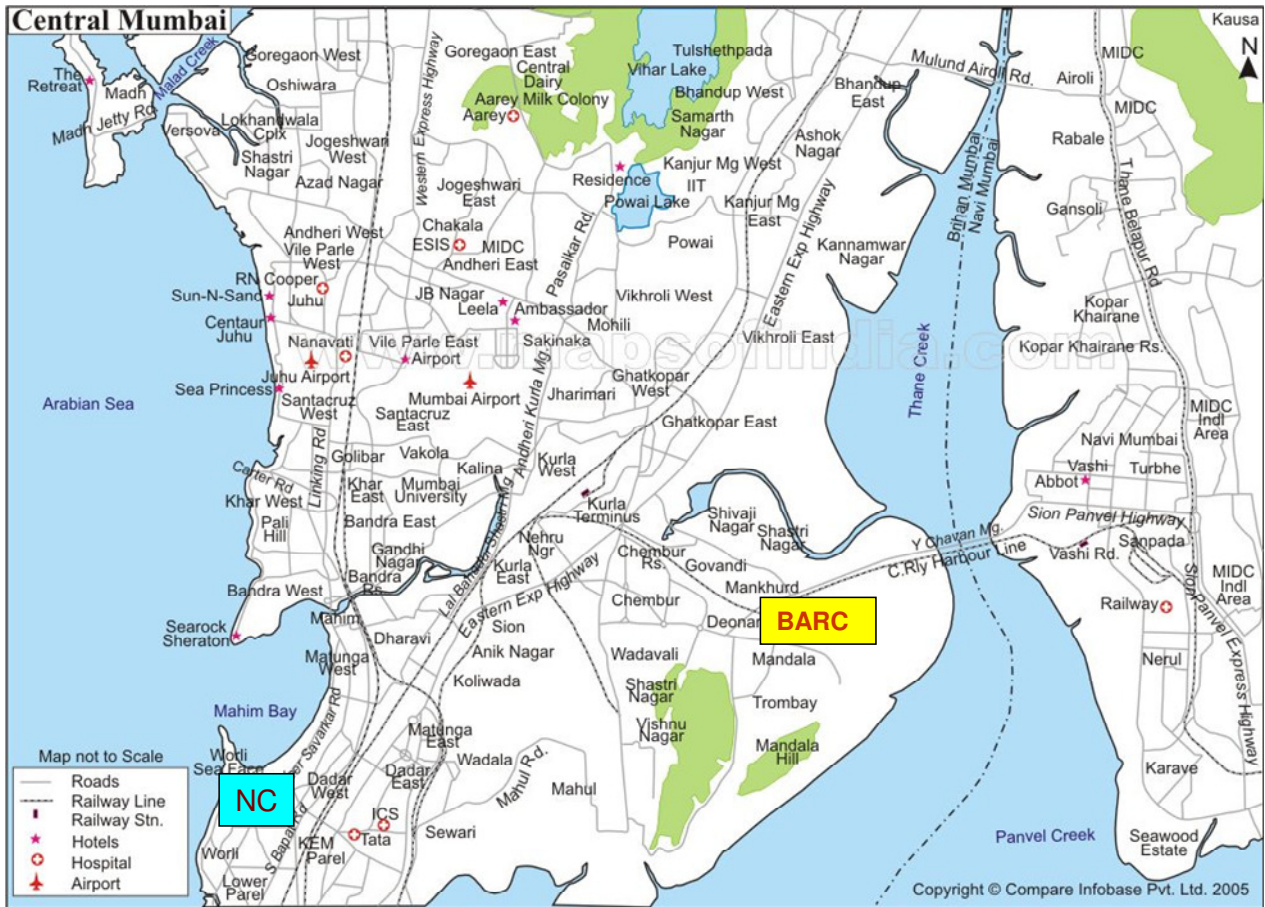 Central Mumbai
Kausa
N
Goregaon West
Goregaon East
Central
Dairy
Tulshethpada
MIDC
Malad Creek
Vihar Lake
Mulund Airoli Rd.
The
Retreat
Madh
Oshiwara
Western Express Highway
Aarey Milk Colony
Aarey
Bhandup West
Bhandup
East
Airoli
MIDC
Madh Jetty Rd
Versova
Lokhandwala
Cplx
Samarth
Nagar
Ashok
Nagar
Rabale
Shastri
Nagar
Jogeshwari
West
Azad Nagar
Jogeshwari
East
Residence
Kanjur Mg West
IIT
Powai Lake
Kanjur Mg
East
Brihan Mumbai
Navi Mumbai
Thane Belapur Rd
Gansoli
Andheri West
Vile Parle
West
Chakala
ESIS
MIDC
Andheri East
Pasalkar Rd.
Powai
Eastern Exp Highway
Kannamwar
Nagar
RN Cooper
Sun-N-Sand
Juhu
Centaur
Juhu
JB Nagar
Leela
Ambassador
Vikhroli West
Mohili
Kopar
Khairane
Nanavati
Vile Parle East
Airport
Sakinaka
Vikhroli East
Kopar Khairane Rs.
www.mapsofindia.com
Juhu Airport
Sea Princess
Santacruz
West
Mumbai Airport
Santacruz
East
Andheri Kurla Mg.
Jharimari
Ghatkopar
West
Thane Creek
Arabian Sea
Ghatkopar East
MIDC
Indl
Area
Linking Rd
Golibar
Vakola
Kalina
Kurla
West
Navi Mumbai
Vashi
Turbhe
Abbot
Carter Rd
Khar West
Khar
East
Mumbai
University
Kurla
Terminus
Shivaji
Nagar
Shastri
Nagar
Sion Panvel Highway
Pali
Hill
Bandra East
Lal Bahadur Shastri Mg.
Nehru
Ngr
Y Chavan Mg.
C.Rly Harbour Line
Sanpada
Vashi Rd.
Gandhi
Nagar
Kurla
East
Chembur
Rs.
Govandi
Mankhurd
MIDC
Indl
Area
Bandra West
Bandra
Rs.
Eastern Exp Highway
Chembur
BARC
Railway
Sion Panvel Express Highway
Searock
Sheraton
Mahim
Dharavi
Sion
Deonar
Matunga
West
Anik Nagar
Wadavali
Mandala
Nerul
Koliwada
Shastri
Nagar
Trombay
Mahim Bay
Matunga
East
Vishnu
Nagar
Mandala
Hill
Worli
Sea Face
Savarkar Rd
Dadar
West
Dadar
East
Wadala
Mahul Rd.
Mahul
Karave
NC
S Bapat Rd
ICS
Tata
KEM
Parel
Sewari
Panvel Creek
Seawood
Estate
Worli
Lower
Parel
Map not to Scale
Roads
Railway Line
Railway Stn.
Hotels
Hospital
Airport
Copyright © Compare Infobase Pvt. Ltd. 2005